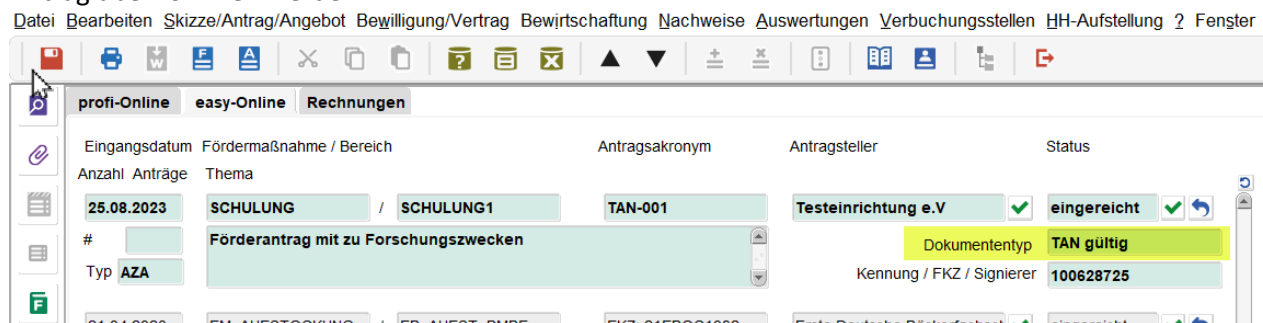 Datei Bearbeiten Skizze/Antrag/Angebot Bewilligung/Vertrag Bewirtschaftung Nachweise Auswertungen Verbuchungsstellen HH-Aufstellung ? Fenster
profi-Online easy-Online Rechnungen
Eingangsdatum Fördermaßnahme / Bereich Antragsakronym Antragsteller Status
Anzahl Anträge Thema
25.08.2023 SCHULUNG / SCHULUNG1 TAN-001 Testeinrichtung e.V eingereicht
# Förderantrag mit zu Forschungszwecken Dokumententyp TAN gültig
Typ AZA Kennung / FKZ / Signierer 100628725